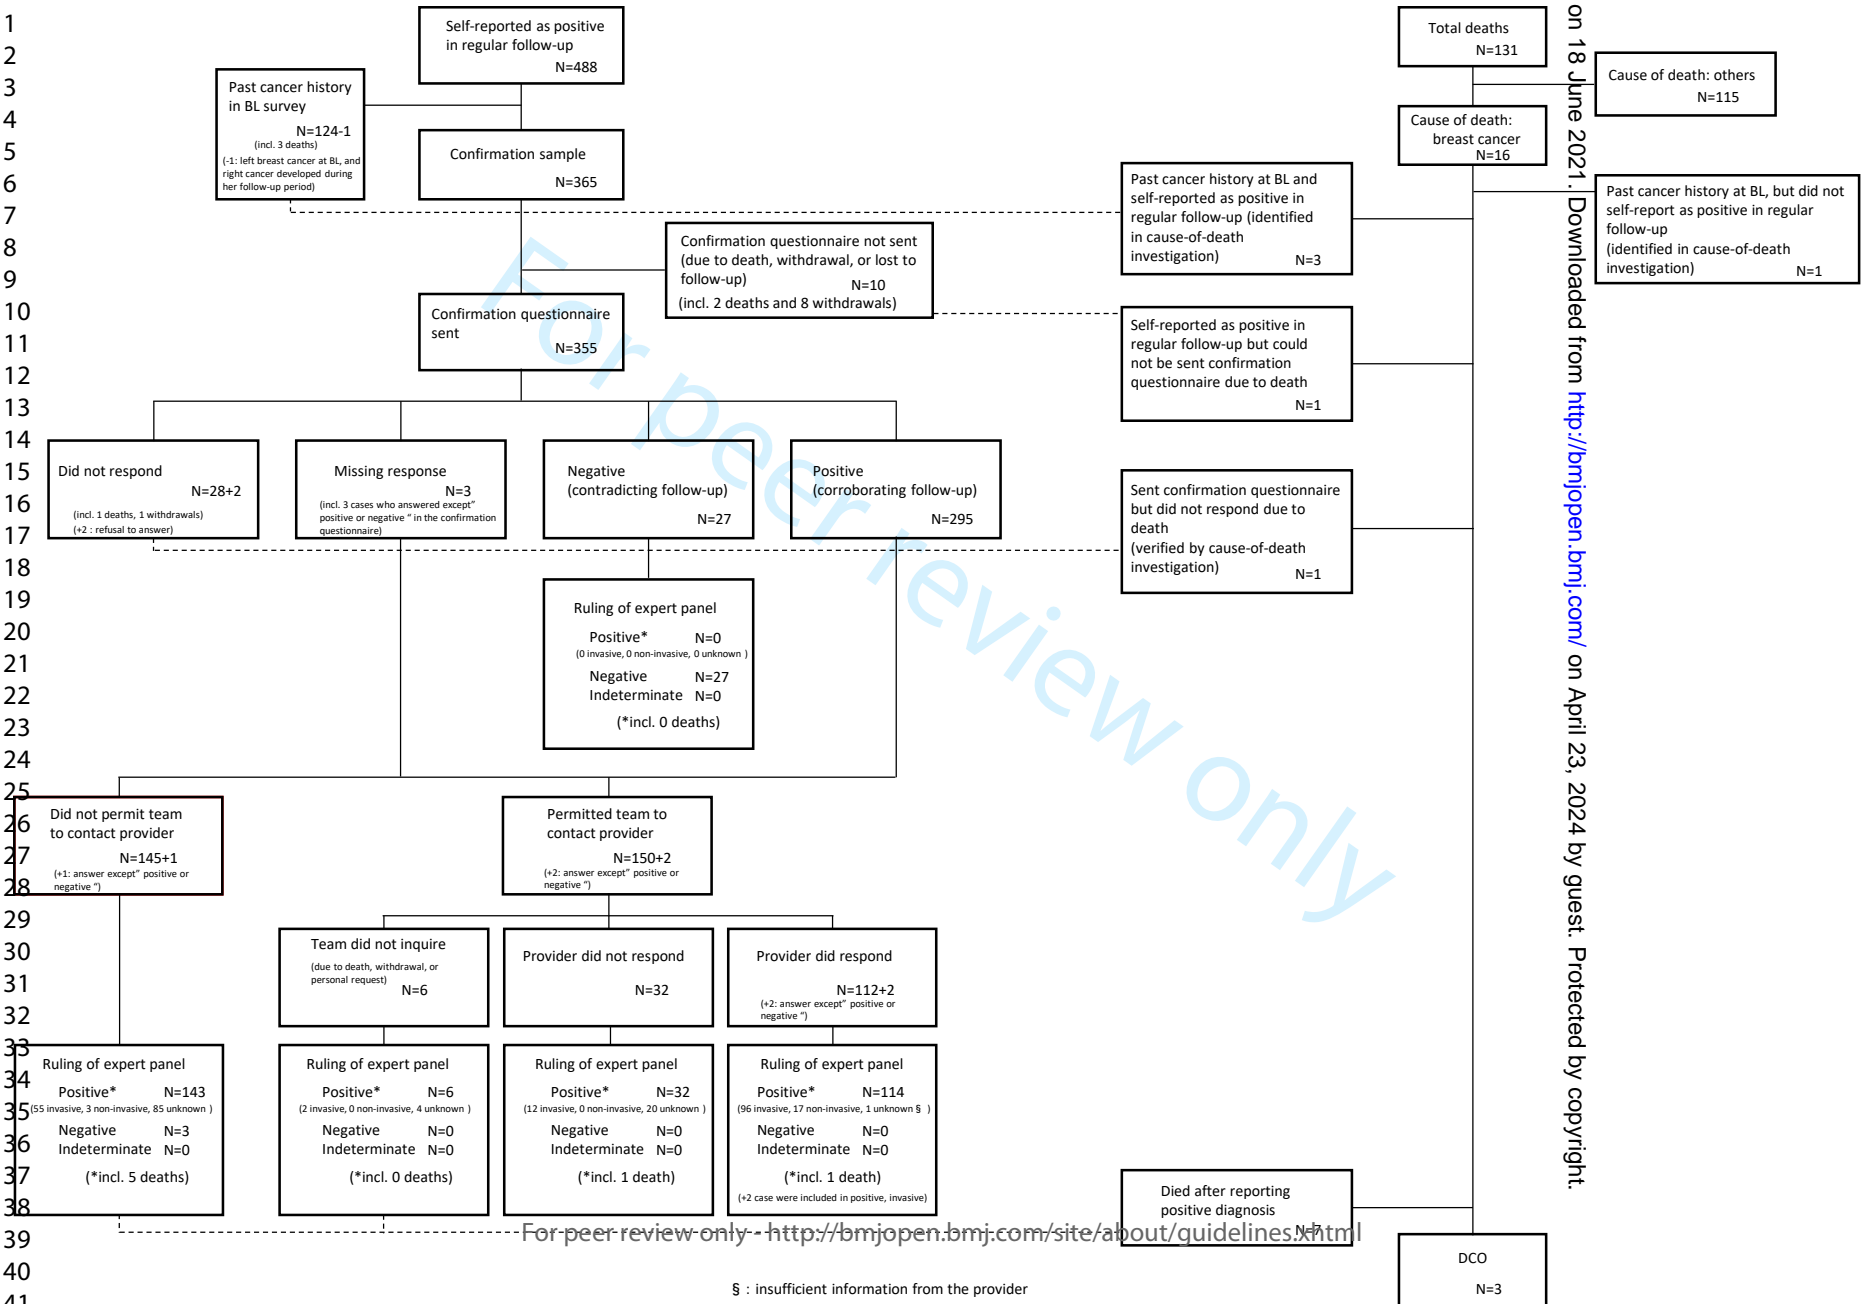 1
2
3
4
5
6
7
8
9
10
11
12
13
14
15
16
17
18
19
20
21
22
23
24
25
26
27
28
29
30
31
32
33
34
35
36
37
38
39
40
41
Self-reported as positive
in regular follow-up
N=488
Past cancer history
in BL survey
N=124-1
(incl. 3 deaths)
(-1: left breast cancer at BL, and
right cancer developed during
her follow-up period)
Confirmation sample
N=365
Confirmation questionnaire not sent
(due to death, withdrawal, or lost to
follow-up)
N=10
(incl. 2 deaths and 8 withdrawals)
Confirmation questionnaire
sent
N=355
Did not respond
N=28+2
(incl. 1 deaths, 1 withdrawals)
(+2 : refusal to answer)
Missing response
N=3
(incl. 3 cases who answered except”
positive or negative “ in the confirmation
questionnaire)
Negative
(contradicting follow-up)
N=27
Positive
(corroborating follow-up)
N=295
Ruling of expert panel
Positive* N=0
(0 invasive, 0 non-invasive, 0 unknown )
Negative N=27
Indeterminate N=0
(*incl. 0 deaths)
Did not permit team
to contact provider
N=145+1
(+1: answer except” positive or
negative “)
Permitted team to
contact provider
N=150+2
(+2: answer except” positive or
negative “)
Team did not inquire
(due to death, withdrawal, or
personal request)
N=6
Provider did not respond
N=32
Provider did respond
N=112+2
(+2: answer except” positive or
negative “)
Ruling of expert panel
Positive* N=143
(55 invasive, 3 non-invasive, 85 unknown )
Negative N=3
Indeterminate N=0
(*incl. 5 deaths)
Ruling of expert panel
Positive* N=6
(2 invasive, 0 non-invasive, 4 unknown )
Negative N=0
Indeterminate N=0
(*incl. 0 deaths)
Ruling of expert panel
Positive* N=32
(12 invasive, 0 non-invasive, 20 unknown )
Negative N=0
Indeterminate N=0
(*incl. 1 death)
Ruling of expert panel
Positive* N=114
(96 invasive, 17 non-invasive, 1 unknown § )
Negative N=0
Indeterminate N=0
(*incl. 1 death)
(+2 case were included in positive, invasive)
Total deaths
N=131
Cause of death: others
N=115
Cause of death:
breast cancer
N=16
Past cancer history at BL and
self-reported as positive in
regular follow-up (identified
in cause-of-death
investigation)
N=3
Past cancer history at BL, but did not
self-report as positive in regular
follow-up
(identified in cause-of-death
investigation)
N=1
Self-reported as positive in
regular follow-up but could
not be sent confirmation
questionnaire due to death
N=1
Sent confirmation questionnaire
but did not respond due to
death
(verified by cause-of-death
investigation)
N=1
Died after reporting
positive diagnosis
N=7
DCO
N=3
§ : insufficient information from the provider
For peer review only - http://bmjopen.bmj.com/site/about/guidelines.xhtml
For peer review only
on 18 June 2021. Downloaded from http://bmjopen.bmj.com/ on April 23, 2024 by guest. Protected by copyright.